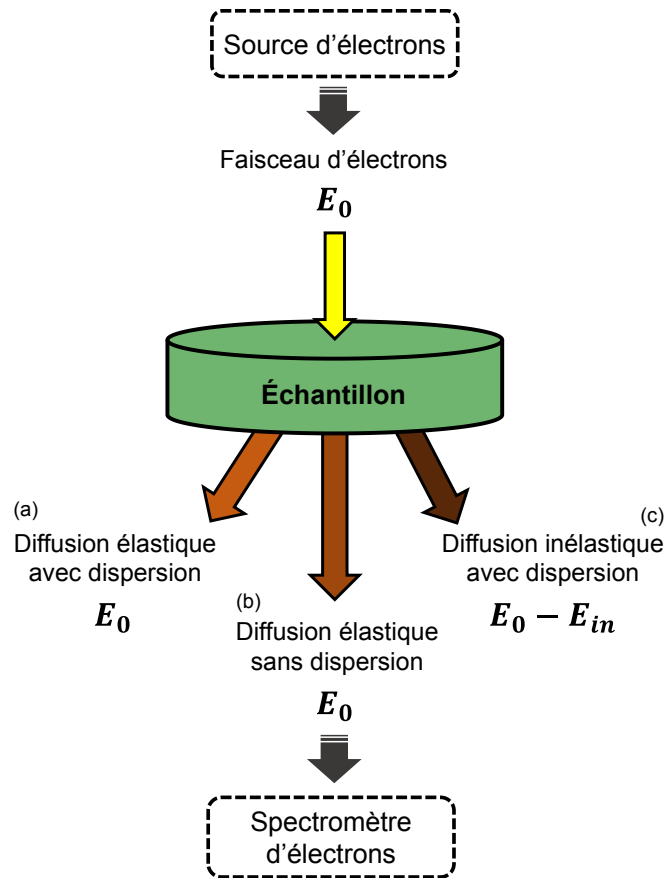 Source d'électrons
Faisceau d'électrons
E₀
Échantillon
(a)
Diffusion élastique
avec dispersion
E₀
(b)
Diffusion élastique
sans dispersion
E₀
(c)
Diffusion inélastique
avec dispersion
E₀ − Eᵢₙ
Spectromètre
d'électrons